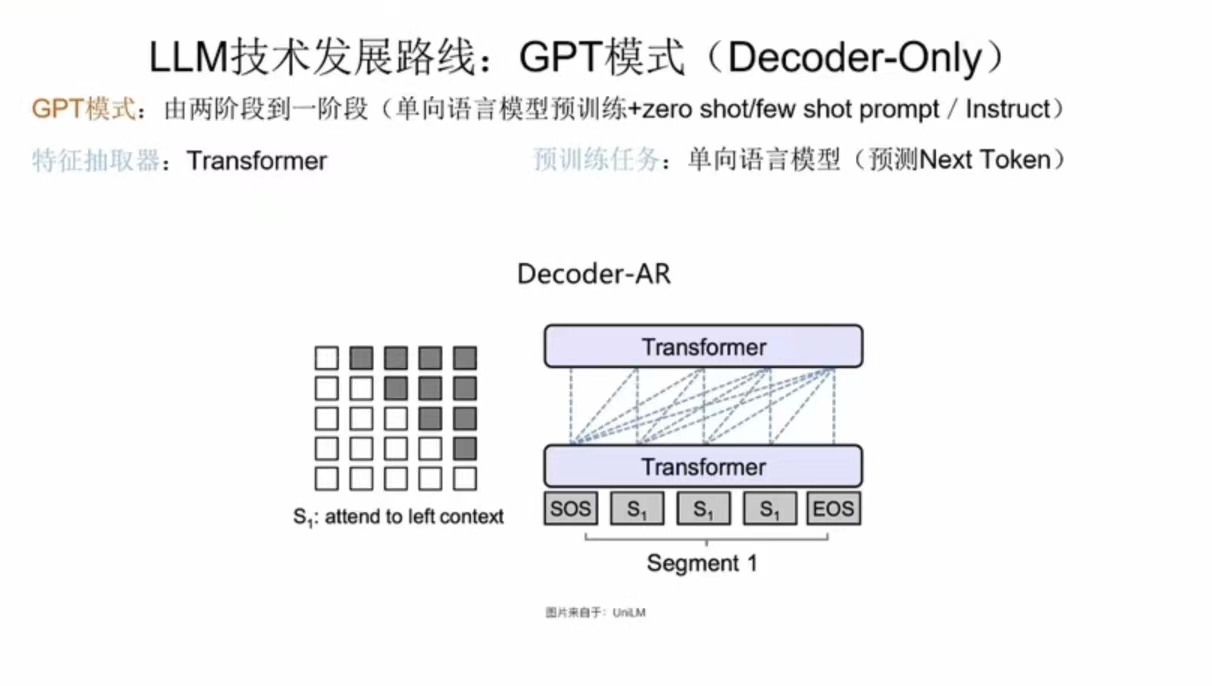 LLM技术发展路线：GPT模式（Decoder-Only）
GPT模式：由两阶段到一阶段（单向语言模型预训练+zero shot/few shot prompt / Instruct）
特征抽取器：Transformer
预训练任务：单向语言模型（预测Next Token）
Decoder-AR
Transformer
Transformer
SOS S₁ S₁ S₁ EOS
S₁: attend to left context
Segment 1
图片来自于：UniLM